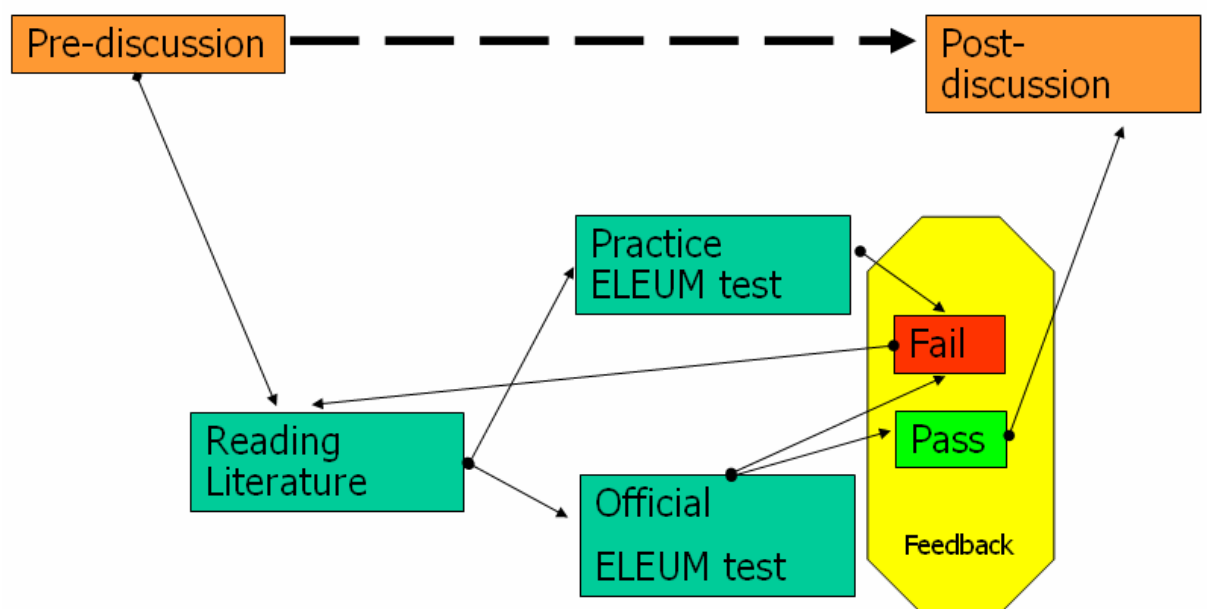 Pre-discussion
Post-
discussion
Practice
ELEUM test
Fail
Reading
Literature
Pass
Official
ELEUM test
Feedback